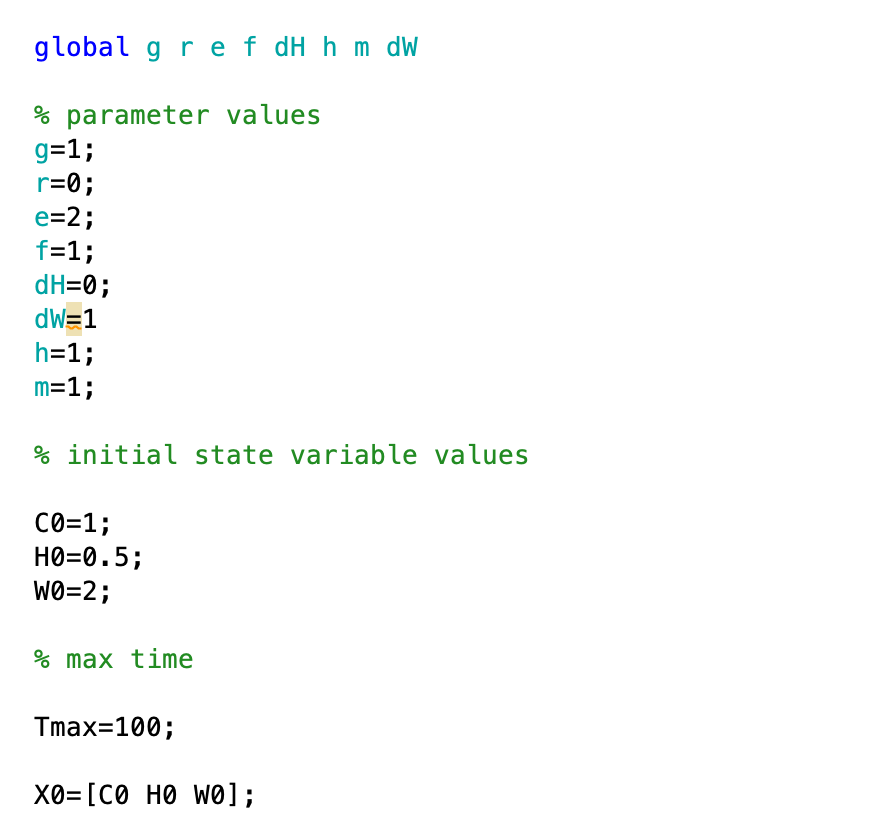 global g r e f dH h m dW
% parameter values
g=1;
r=0;
e=2;
f=1;
dH=0;
dW=1
h=1;
m=1;
% initial state variable values
C0=1;
H0=0.5;
W0=2;
% max time
Tmax=100;
X0=[C0 H0 W0];